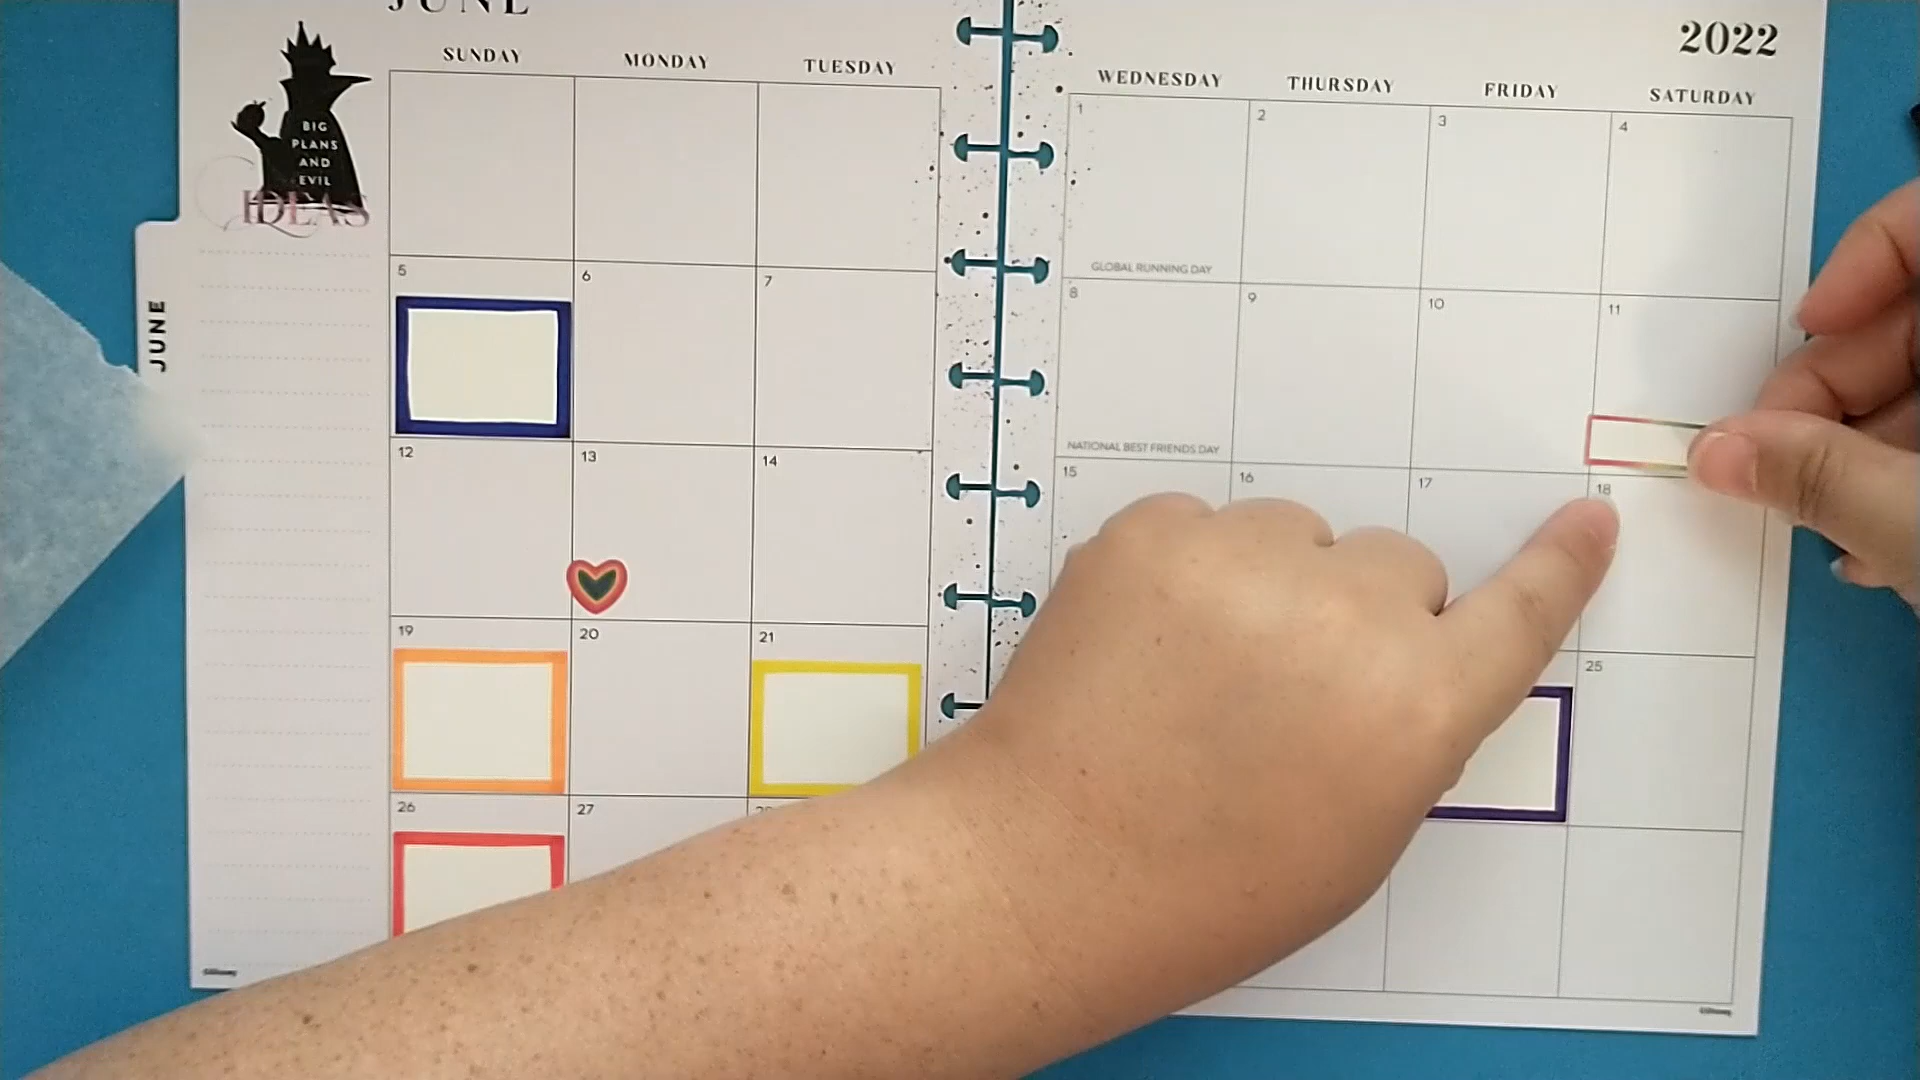 JUNE
2022
SUNDAY MONDAY TUESDAY WEDNESDAY THURSDAY FRIDAY SATURDAY
BIG
PLANS
AND
EVIL
IDEAS
JUNE
1 2 3 4
GLOBAL RUNNING DAY
5 6 7 8 9 10 11
NATIONAL BEST FRIENDS DAY
12 13 14 15 16 17 18
19 20 21 25
26 27